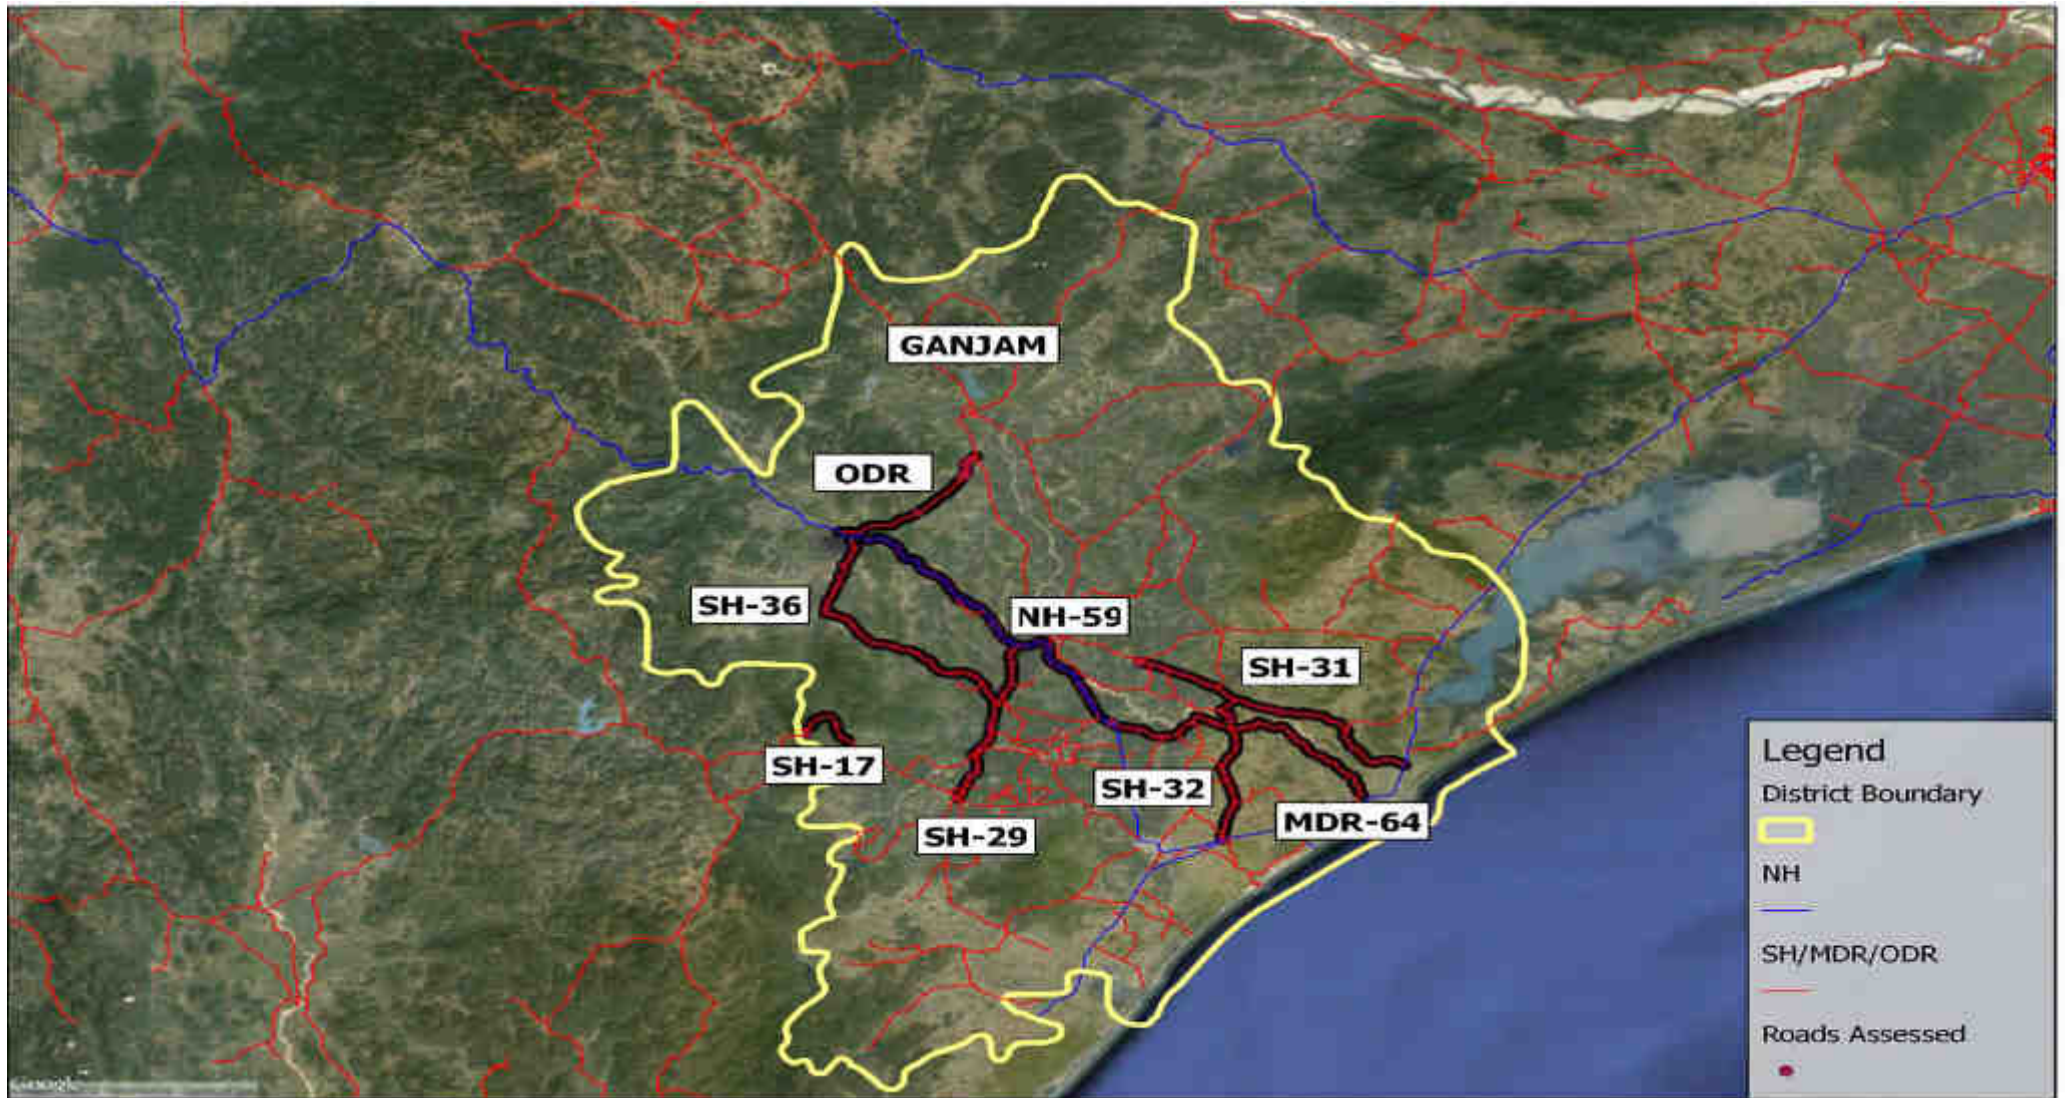 GANJAM
ODR
SH-36
NH-59
SH-31
SH-17
SH-32
SH-29
MDR-64
Legend
District Boundary
NH
SH/MDR/ODR
Roads Assessed
Google